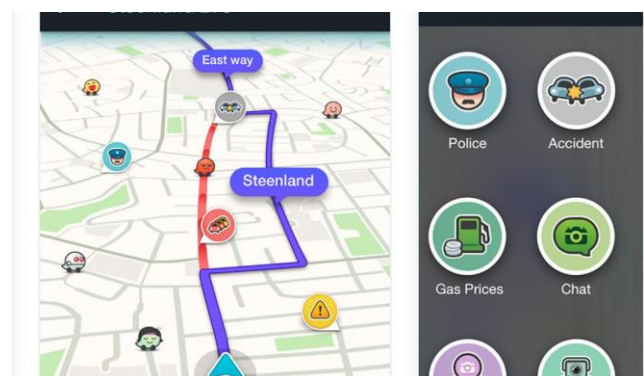 East way
Steenland
Police
Accident
Gas Prices
Chat